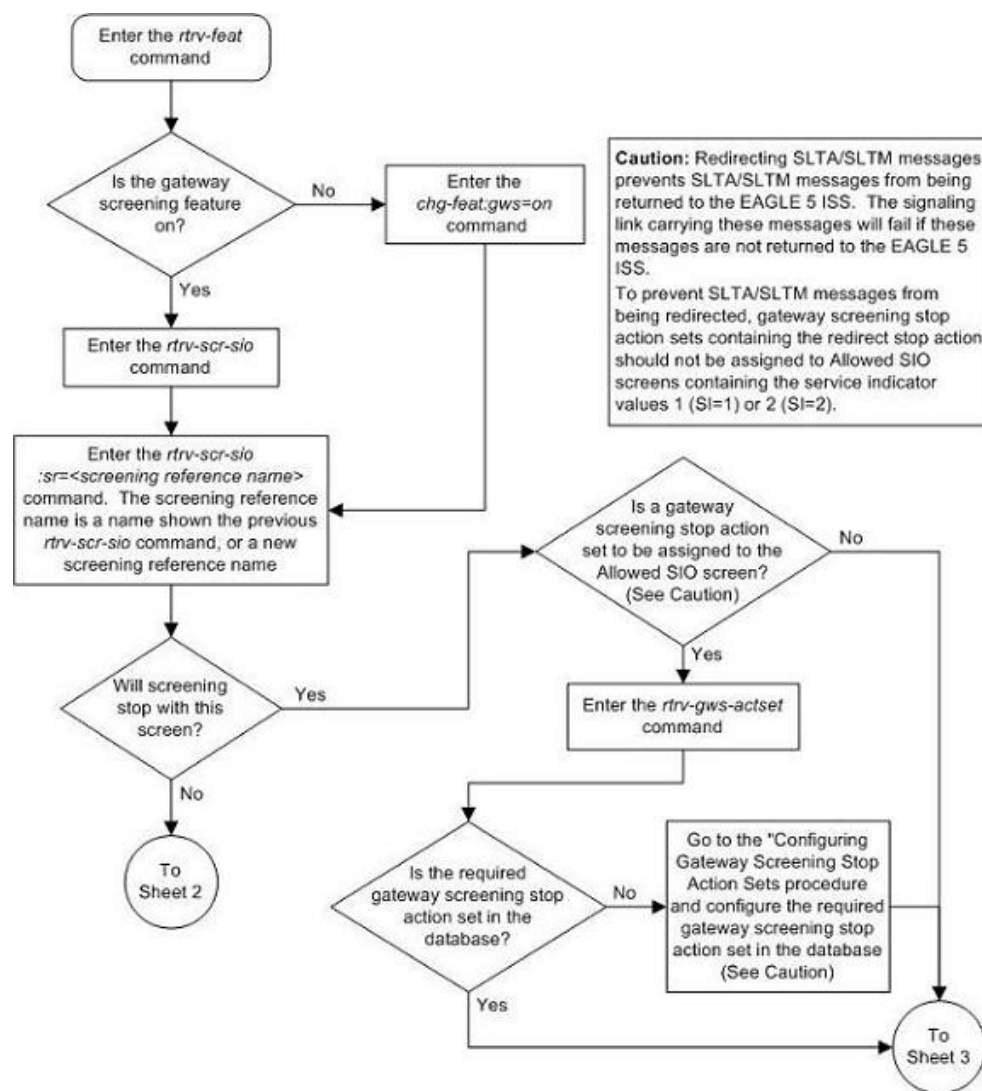 Enter the rtrv-feat
command
Is the gateway
screening feature
on?
No
Enter the
chg-feat:gws=on
command
Yes
Caution: Redirecting SLTA/SLTM messages
prevents SLTA/SLTM messages from being
returned to the EAGLE 5 ISS. The signaling
link carrying these messages will fail if these
messages are not returned to the EAGLE 5
ISS.
To prevent SLTA/SLTM messages from
being redirected, gateway screening stop
action sets containing the redirect stop action
should not be assigned to Allowed SIO
screens containing the service indicator
values 1 (SI=1) or 2 (SI=2).
Enter the rtrv-scr-sio
command
Enter the rtrv-scr-sio
:sr=<screening reference name>
command. The screening reference
name is a name shown the previous
rtrv-scr-sio command, or a new
screening reference name
Will screening
stop with this
screen?
Yes
No
To
Sheet 2
Is a gateway
screening stop action
set to be assigned to the
Allowed SIO screen?
(See Caution)
No
Yes
Enter the rtrv-gws-actset
command
Is the required
gateway screening stop
action set in the
database?
No
Yes
Go to the "Configuring
Gateway Screening Stop
Action Sets procedure
and configure the required
gateway screening stop
action set in the database
(See Caution)
To
Sheet 3